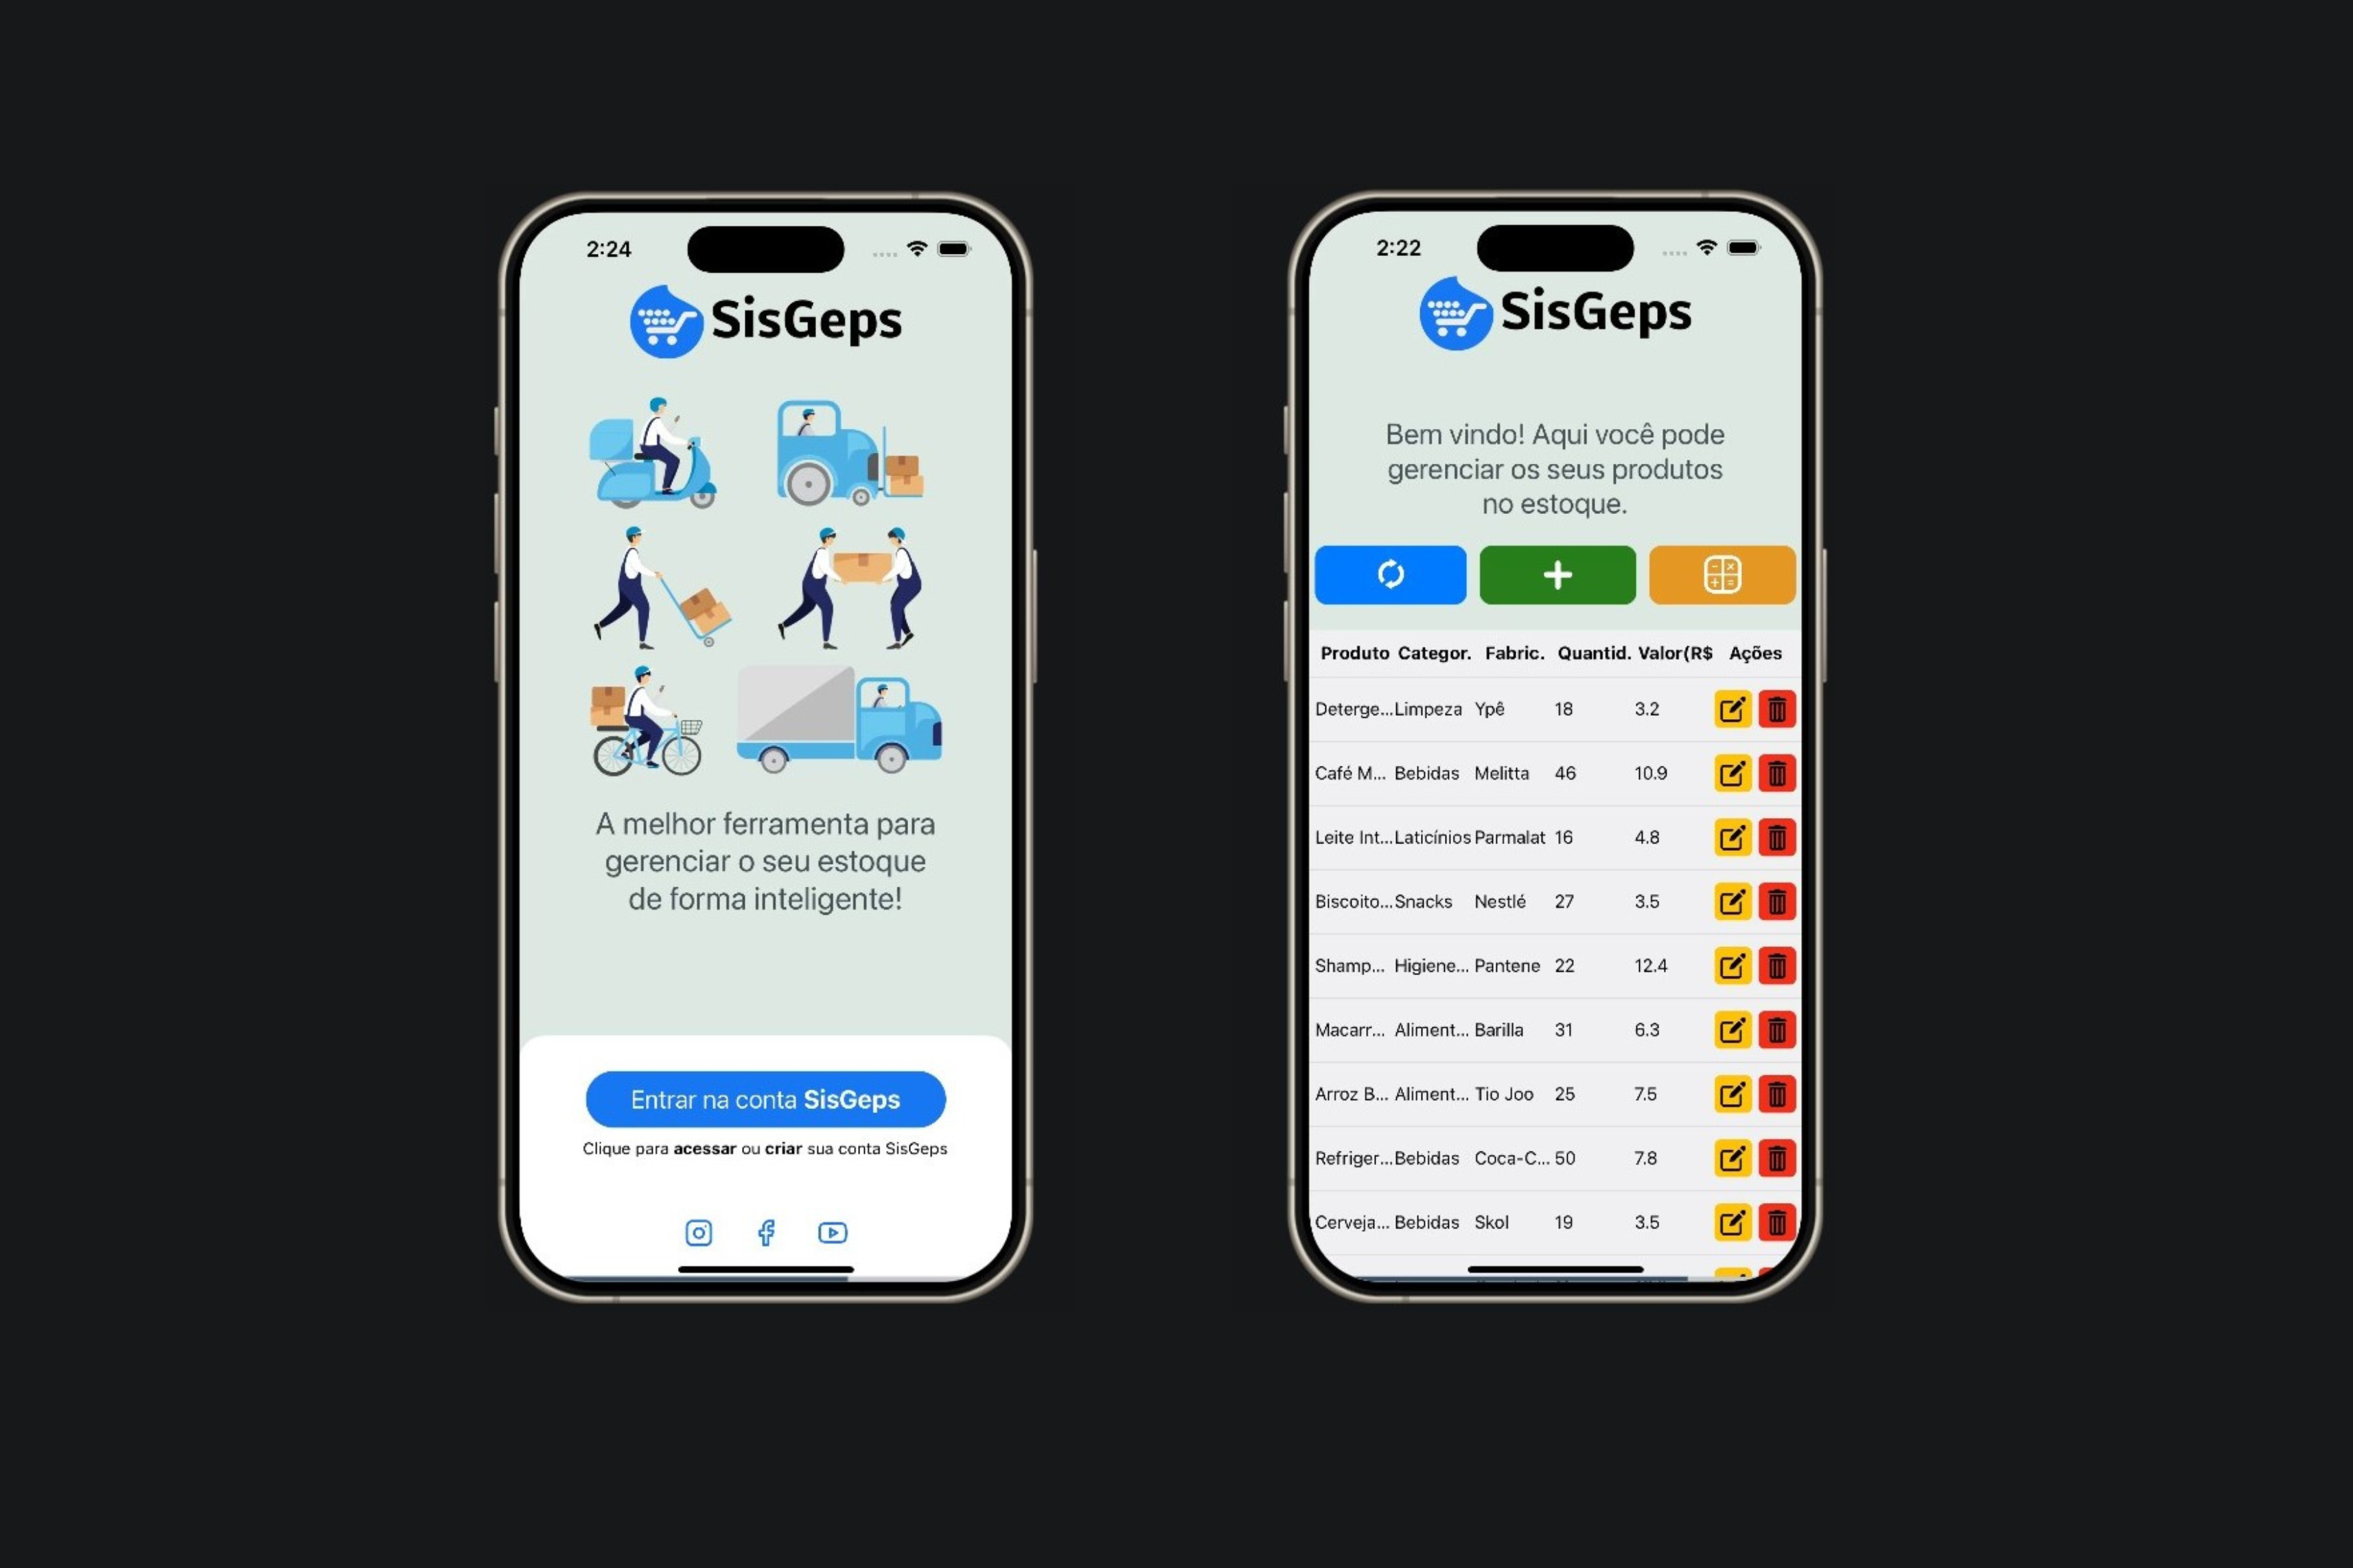 2:24
SisGeps
A melhor ferramenta para
gerenciar o seu estoque
de forma inteligente!
Entrar na conta SisGeps
Clique para acessar ou criar sua conta SisGeps
2:22
SisGeps
Bem vindo! Aqui você pode
gerenciar os seus produtos
no estoque.
Produto Categor. Fabric. Quantid. Valor(R$ Ações
Deterge... Limpeza Ypê 18 3.2
Café M... Bebidas Melitta 46 10.9
Leite Int... Laticínios Parmalat 16 4.8
Biscoito... Snacks Nestlé 27 3.5
Shamp... Higiene... Pantene 22 12.4
Macarr... Aliment... Barilla 31 6.3
Arroz B... Aliment... Tio Joo 25 7.5
Refriger... Bebidas Coca-C... 50 7.8
Cerveja... Bebidas Skol 19 3.5